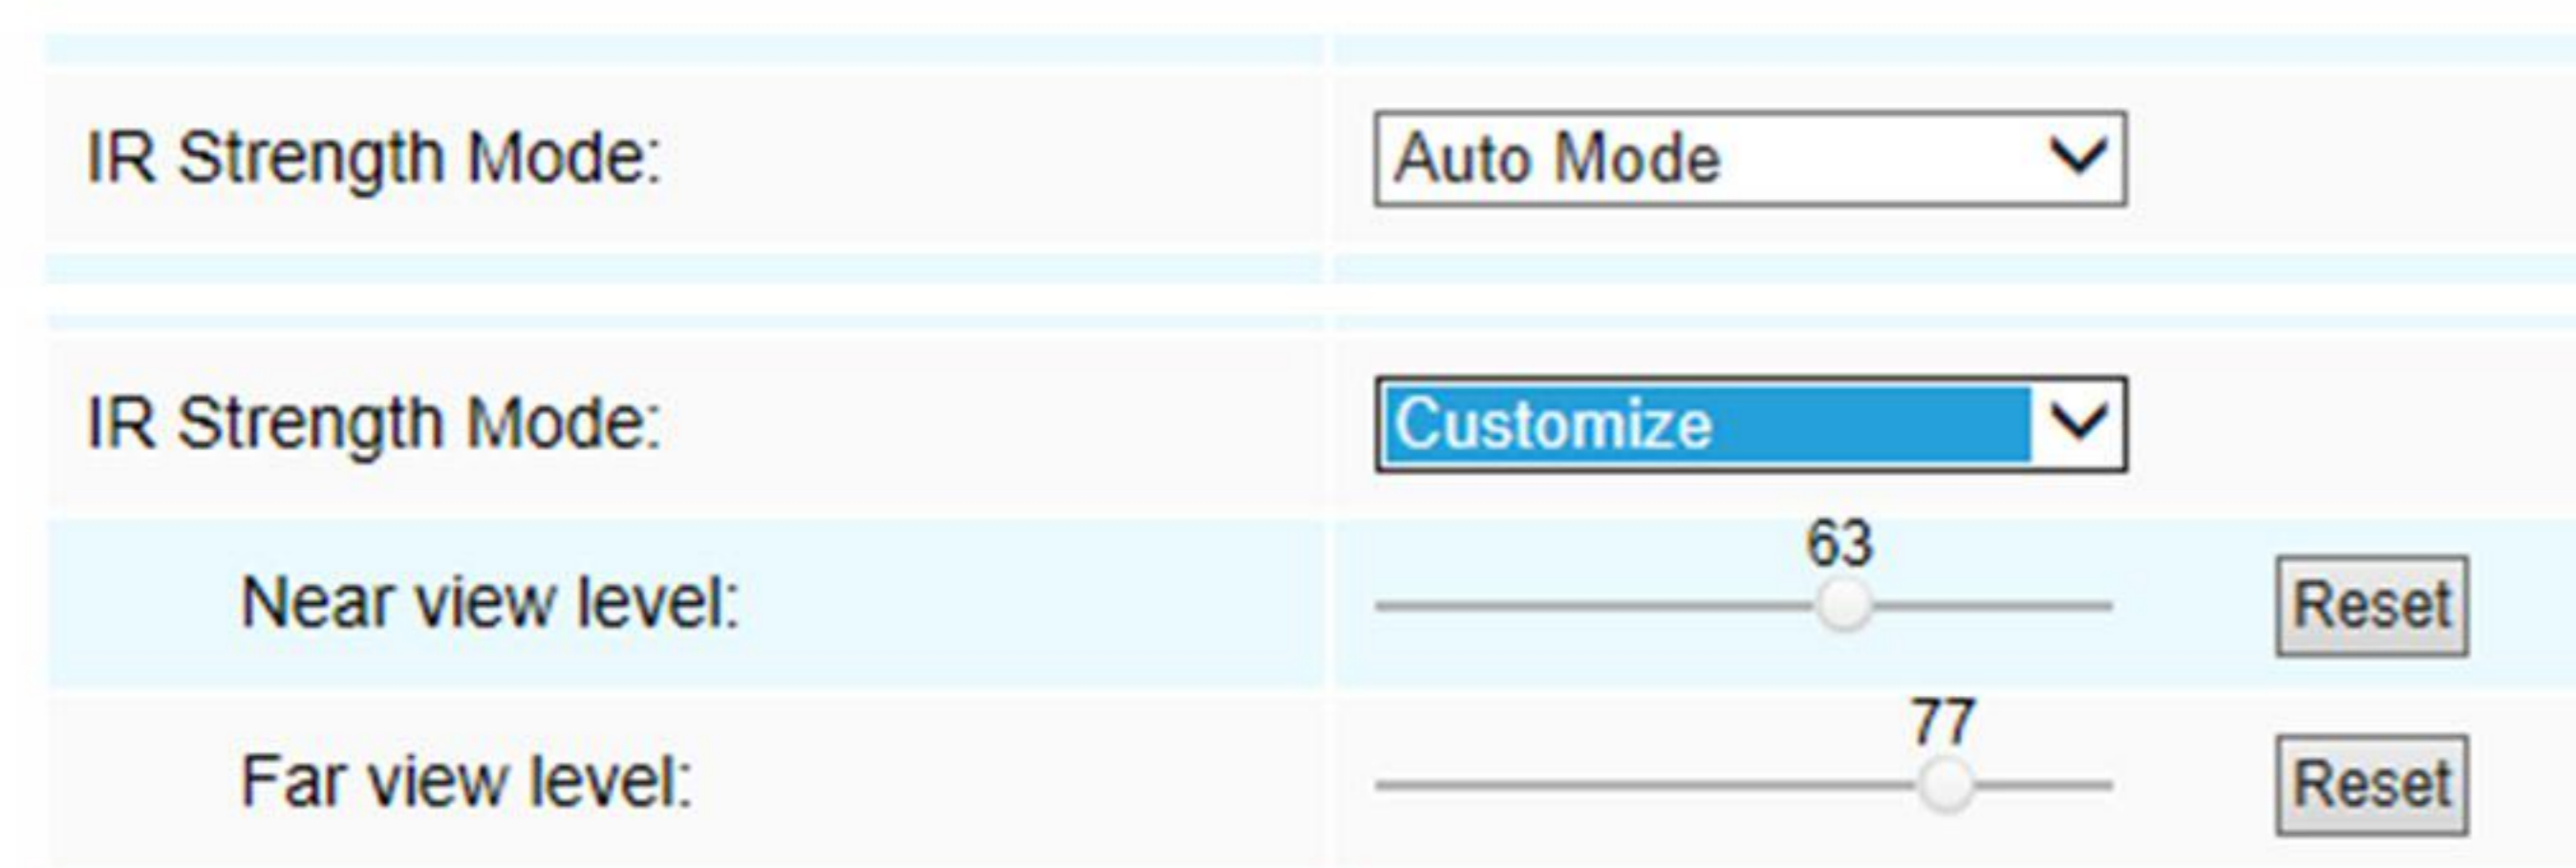 IR Strength Mode: Auto Mode
IR Strength Mode: Customize
63
Near view level: Reset
77
Far view level: Reset